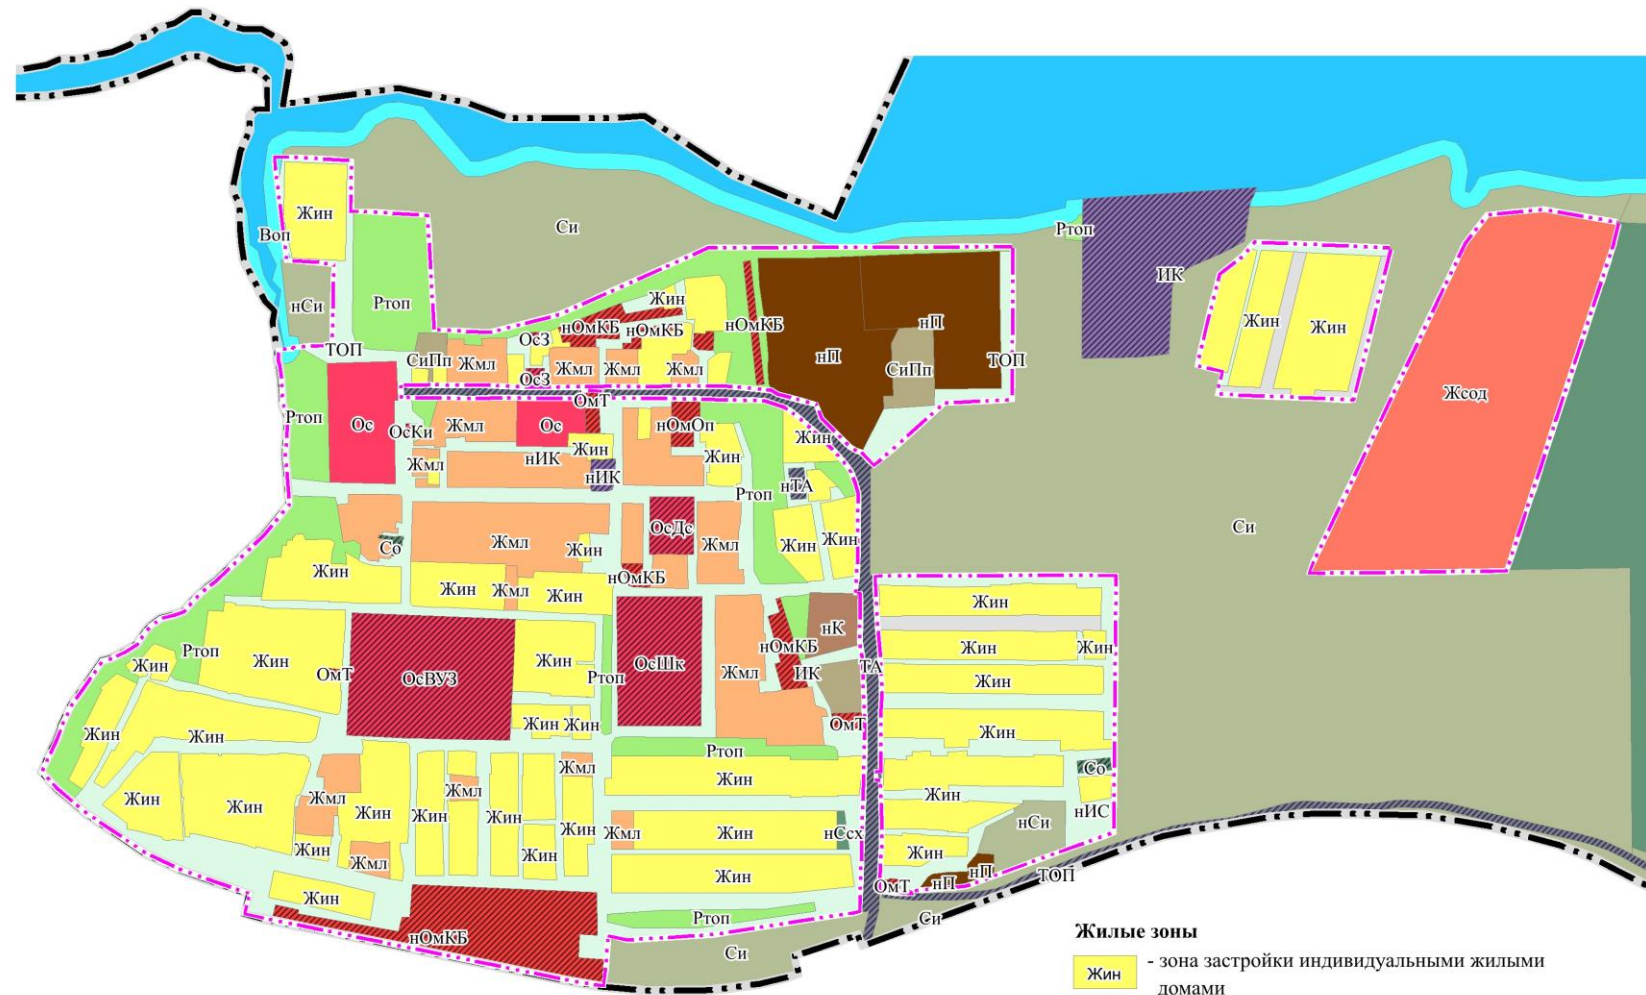 Жин
Си
Воп
Ртоп
ИК
нСи
Ртоп
Жин
нОмКБ
нОмКБ
нОмКБ
нП
Жин
Жин
ОсЗ
ТОП
СиПп
Жмл
Жмл
Жмл
Жмл
нП
СиПп
ТОП
ОсЗ
Жсод
ОмТ
Ртоп
Ос
ОсКи
Жмл
Ос
нОмОп
Жин
Жин
нИК
Жин
Жмл
нИК
нТА
Ртоп
Си
ОсДс
Со
Жмл
Жин
Жмл
Жин
Жин
Жин
нОмКБ
Жин
Жмл
Жин
Жин
нК
Жин
нОмКБ
Жин
Жин
Ртоп
Жин
Жин
ОсШк
ТА
ОмТ
ОсВУЗ
Ртоп
Жмл
ИК
Жин
Жин
Жин
Жин
Жин
ОмТ
Жин
Ртоп
Жмл
Со
Жин
Жин
Жмл
Жмл
Жин
нИС
Жин
Жин
Жин
Жин
Жин
Жин
Жмл
Жин
нСсх
нСи
Жин
Жмл
Жин
Жин
Жин
нП
ТОП
ОмТ
нП
Жин
Ртоп
Си
нОмКБ
Си
Жилые зоны
Жин - зона застройки индивидуальными жилыми
домами